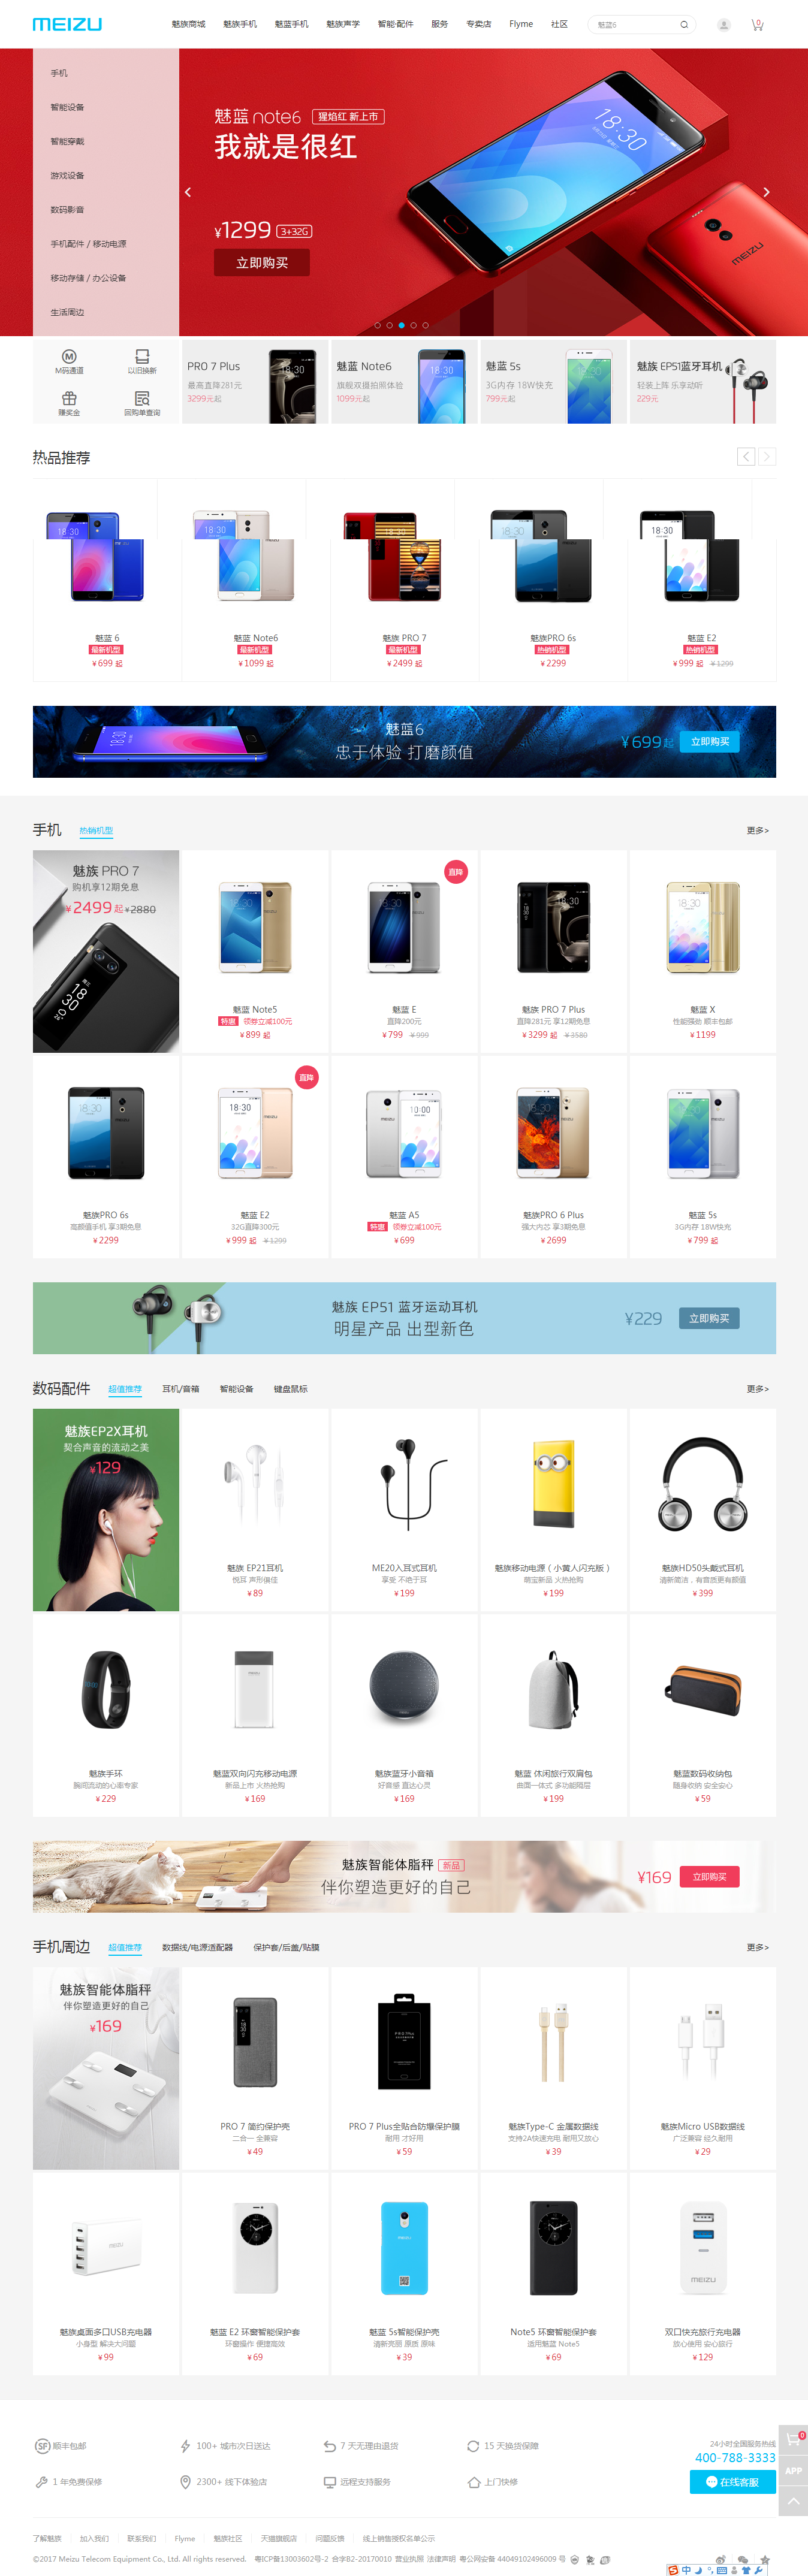 MEIZU
魅族商城 魅族手机 魅蓝手机 魅族声学 智能·配件 服务 专卖店 Flyme 社区
魅蓝6
0
手机
智能设备
智能穿戴
游戏设备
数码影音
手机配件 / 移动电源
移动存储 / 办公设备
生活周边
魅蓝 note6 猩焰红 新上市
我就是很红
¥1299 3+32G
立即购买
18:30
MEIZU
M码通道
以旧换新
赚奖金
回购单查询
PRO 7 Plus
最高直降281元
3299元起
魅蓝 Note6
旗舰双摄拍照体验
1099元起
魅蓝 5s
3G内存 18W快充
799元起
魅族 EP51蓝牙耳机
轻装上阵 乐享动听
229元
热品推荐
魅蓝 6
最新机型
¥ 699 起
魅蓝 Note6
最新机型
¥ 1099 起
魅族 PRO 7
最新机型
¥ 2499 起
魅族PRO 6s
热销机型
¥ 2299
魅蓝 E2
热销机型
¥ 999 起 ¥ 1299
魅蓝6
忠于体验 打磨颜值
¥ 699 起 立即购买
手机 热销机型 更多>
魅族 PRO 7
购机享12期免息
¥ 2499 起 ¥2880
魅蓝 Note5
特惠 领券立减100元
¥ 899 起
直降
魅蓝 E
直降200元
¥ 799 ¥ 999
魅族 PRO 7 Plus
直降281元 享12期免息
¥ 3299 起 ¥ 3580
魅蓝 X
性能强劲 顺丰包邮
¥ 1199
魅族PRO 6s
高颜值手机 享3期免息
¥ 2299
直降
魅蓝 E2
32G直降300元
¥ 999 起 ¥ 1299
魅蓝 A5
特惠 领券立减100元
¥ 699
魅族PRO 6 Plus
强大内芯 享3期免息
¥ 2699
魅蓝 5s
3G内存 18W快充
¥ 799 起
魅族 EP51 蓝牙运动耳机
明星产品 出型新色
¥229 立即购买
数码配件 超值推荐 耳机/音箱 智能设备 键盘鼠标 更多>
魅族EP2X耳机
契合声音的流动之美
¥129
魅族 EP21耳机
悦耳 声形俱佳
¥ 89
ME20入耳式耳机
享受 不绝于耳
¥ 199
魅族移动电源（小黄人闪充版）
萌宝新品 火热抢购
¥ 199
魅族HD50头戴式耳机
清新简洁，有音质更有颜值
¥ 399
魅族手环
腕间流动的心率专家
¥ 229
魅蓝双向闪充移动电源
新品上市 火热抢购
¥ 169
魅族蓝牙小音箱
好音感 直达心灵
¥ 169
魅蓝 休闲旅行双肩包
曲面一体式 多功能隔层
¥ 199
魅蓝数码收纳包
随身收纳 安全安心
¥ 59
魅族智能体脂秤 新品
伴你塑造更好的自己
¥169 立即购买
手机周边 超值推荐 数据线/电源适配器 保护套/后盖/贴膜 更多>
魅族智能体脂秤
伴你塑造更好的自己
¥169
PRO 7 简约保护壳
二合一 全兼容
¥ 49
PRO 7 Plus全贴合防爆保护膜
耐用 才好用
¥ 59
魅族Type-C 金属数据线
支持2A快速充电 耐用又放心
¥ 39
魅族Micro USB数据线
广泛兼容 经久耐用
¥ 29
魅族桌面多口USB充电器
小身型 解决大问题
¥ 99
魅蓝 E2 环窗智能保护套
环窗操作 便捷高效
¥ 69
魅蓝 5s智能保护壳
清新亮丽 原质 原味
¥ 39
Note5 环窗智能保护套
适用魅蓝 Note5
¥ 69
双口快充旅行充电器
放心使用 安心旅行
¥ 129
顺丰包邮
100+ 城市次日送达
7 天无理由退货
15 天换货保障
1 年免费保修
2300+ 线下体验店
远程支持服务
上门快修
24小时全国服务热线
400-788-3333
在线客服
0
APP
了解魅族 加入我们 联系我们 Flyme 魅族社区 天猫旗舰店 问题反馈 线上销售授权名单公示
©2017 Meizu Telecom Equipment Co., Ltd. All rights reserved. 粤ICP备13003602号-2 合字B2-20170010 营业执照 法律声明 粤公网安备 44049102496009 号
中